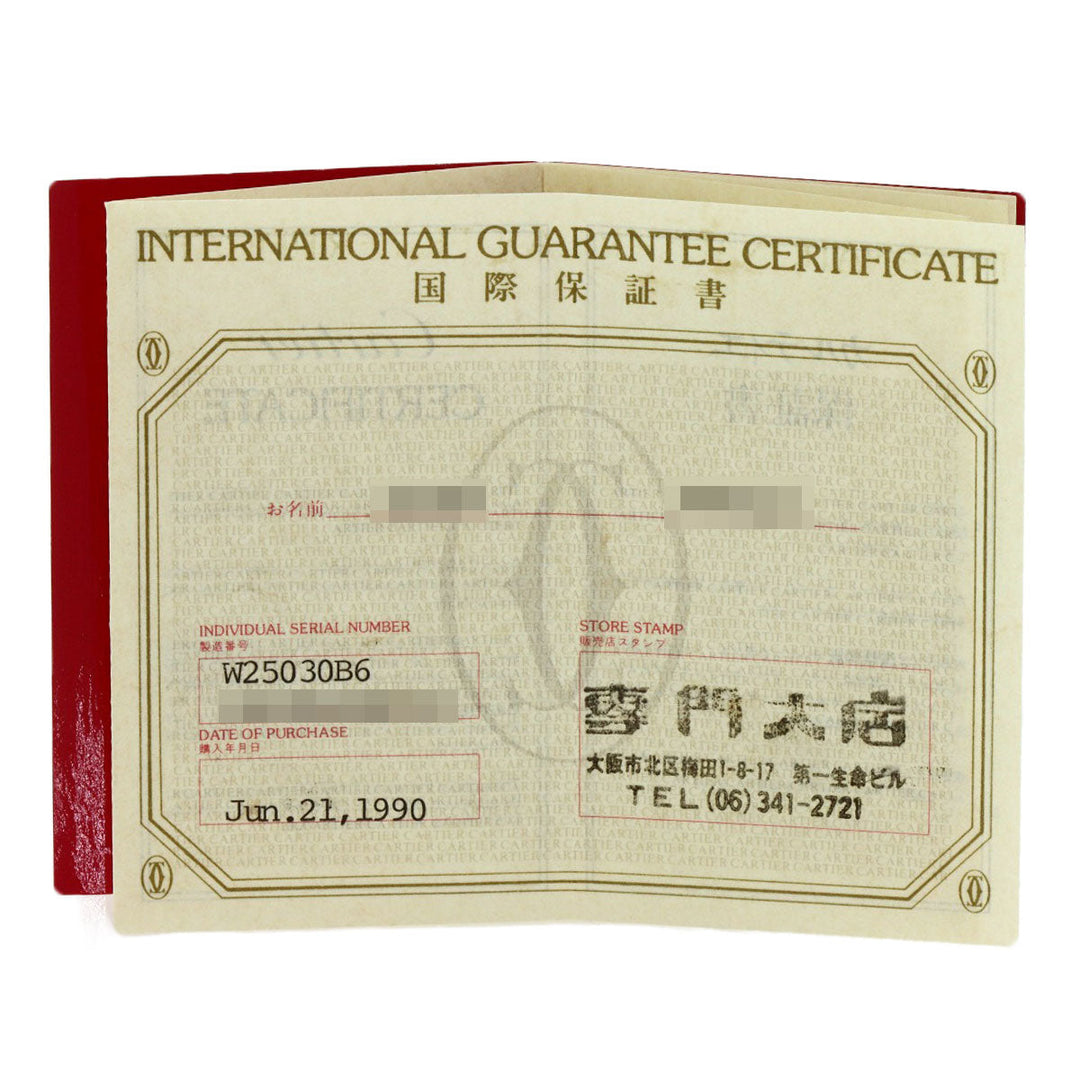 INTERNATIONAL GUARANTEE CERTIFICATE
国際保証書
お名前
INDIVIDUAL SERIAL NUMBER
製造番号
W25030B6
DATE OF PURCHASE
購入年月日
Jun.21,1990
STORE STAMP
販売店スタンプ
専門大店
大阪市北区梅田1-8-17 第一生命ビル
TEL(06)341-2721